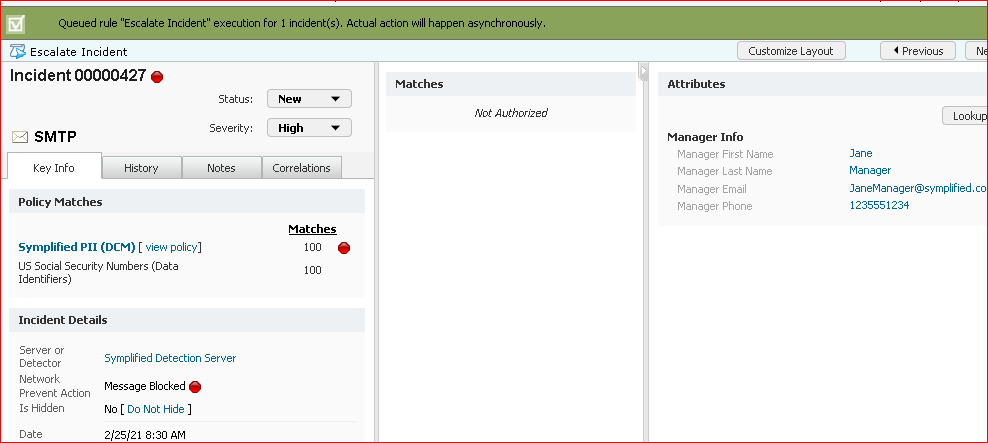 Queued rule "Escalate Incident" execution for 1 incident(s). Actual action will happen asynchronously.
Escalate Incident
Customize Layout
Previous
Ne
Incident 00000427
Status: New
Severity: High
SMTP
Key Info
History
Notes
Correlations
Policy Matches
Matches
Symplified PII (DCM) [ view policy] 100
US Social Security Numbers (Data 100
Identifiers)
Incident Details
Server or
Detector
Symplified Detection Server
Network
Prevent Action
Message Blocked
Is Hidden No [ Do Not Hide ]
Date 2/25/21 8:30 AM
Matches
Not Authorized
Attributes
Lookup
Manager Info
Manager First Name Jane
Manager Last Name Manager
Manager Email JaneManager@symplified.co
Manager Phone 1235551234